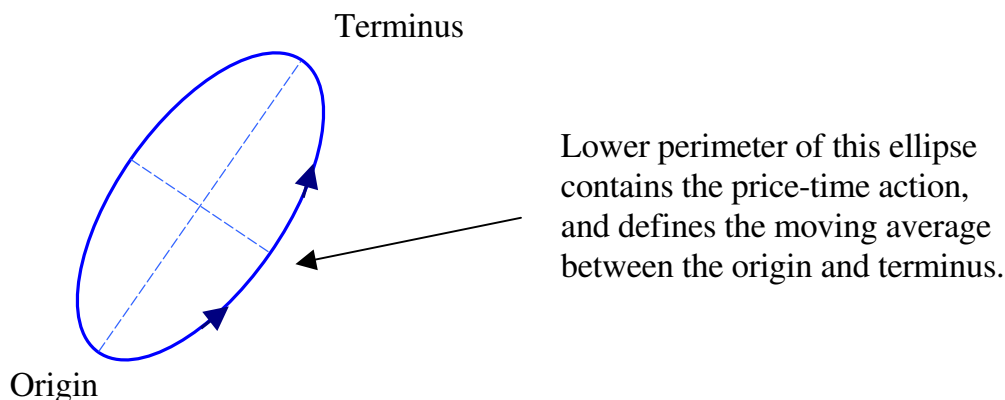 Terminus
Lower perimeter of this ellipse
contains the price-time action,
and defines the moving average
between the origin and terminus.
Origin